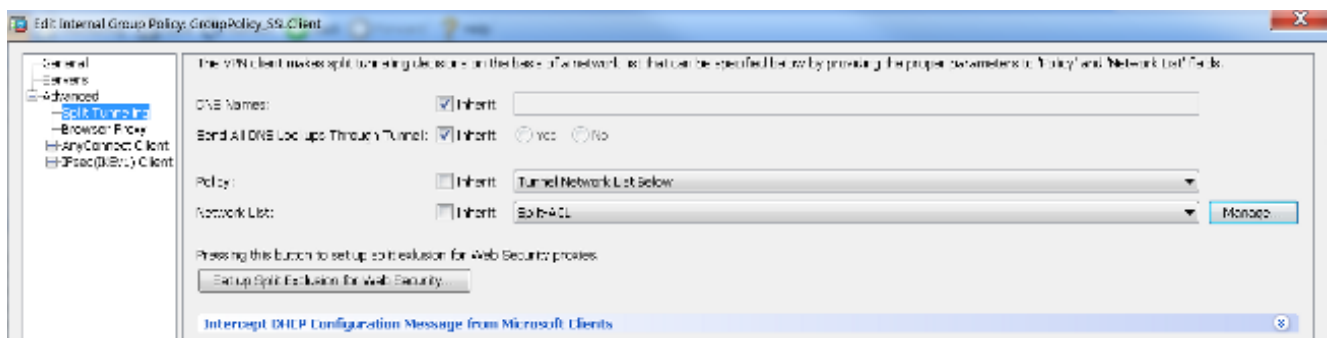 Edit Internal Group Policy: GroupPolicy_SSLClient
Help
X
General
Servers
Advanced
Split Tunneling
Browser Proxy
AnyConnect Client
IPsec(IKEv1) Client
The VPN client makes split tunneling decisions on the basis of a network list that can be specified below by providing the proper parameters to 'Policy' and 'Network List' fields.
DNS Names: Inherit
Send All DNS Lookups Through Tunnel: Inherit Yes No
Policy: Inherit Tunnel Network List Below
Network List: Inherit Split-ACL Manage...
Pressing this button to set up split exlusion for Web Security proxies.
Set up Split Exclusion for Web Security...
Intercept DHCP Configuration Message from Microsoft Clients